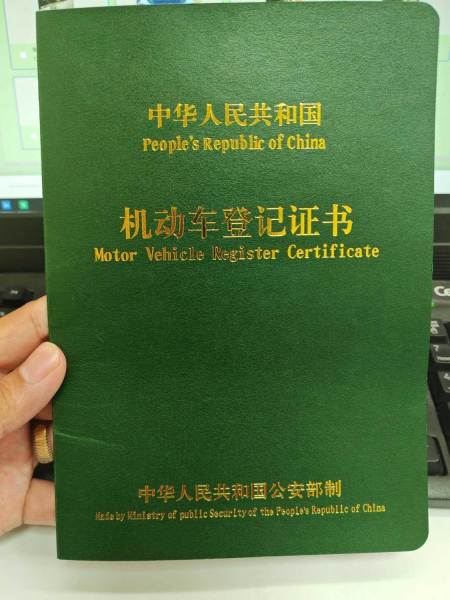 中华人民共和国
People's Republic of China
机动车登记证书
Motor Vehicle Register Certificate
中华人民共和国公安部制
Made by Ministry of public Security of the People's Republic of China